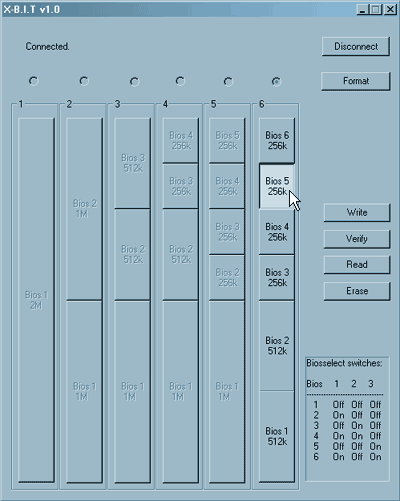 X-B.I.T v1.0
Connected.
Disconnect
Format
1
2
3
4
5
6
Bios 1
2M
Bios 2
1M
Bios 1
1M
Bios 3
512k
Bios 2
512k
Bios 1
1M
Bios 4
256k
Bios 3
256k
Bios 2
512k
Bios 1
1M
Bios 5
256k
Bios 4
256k
Bios 3
256k
Bios 2
256k
Bios 1
1M
Bios 6
256k
Bios 5
256k
Bios 4
256k
Bios 3
256k
Bios 2
512k
Bios 1
512k
Write
Verify
Read
Erase
Biosselect switches:
Bios 1 2 3
--------------------------------
1 Off Off Off
2 On Off Off
3 Off On Off
4 On On Off
5 Off Off On
6 On Off On